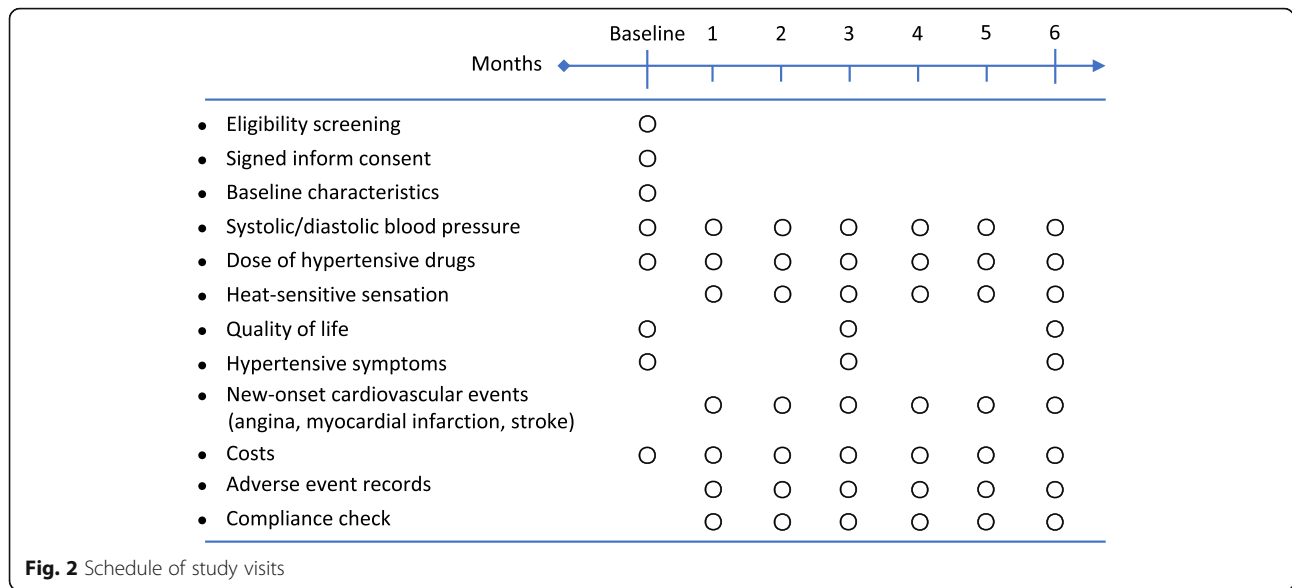 Baseline 1 2 3 4 5 6
Months
• Eligibility screening
• Signed inform consent
• Baseline characteristics
• Systolic/diastolic blood pressure
• Dose of hypertensive drugs
• Heat-sensitive sensation
• Quality of life
• Hypertensive symptoms
• New-onset cardiovascular events
(angina, myocardial infarction, stroke)
• Costs
• Adverse event records
• Compliance check
Fig. 2 Schedule of study visits